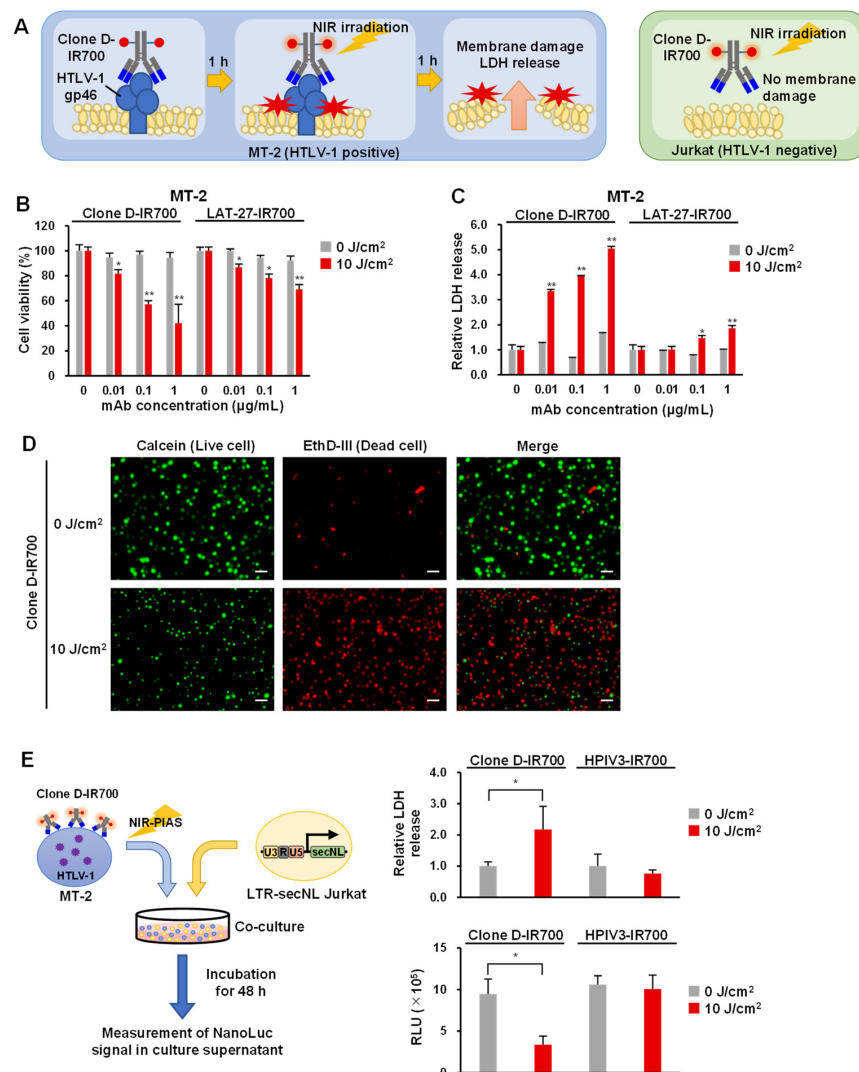 A
Clone D-
IR700
HTLV-1
gp46
1 h
NIR irradiation
1 h
Membrane damage
LDH release
MT-2 (HTLV-1 positive)
Clone D-
IR700
NIR irradiation
No membrane
damage
Jurkat (HTLV-1 negative)
B
MT-2
Clone D-IR700
LAT-27-IR700
Cell viability (%)
120
100
80
60
40
20
0
*
**
**
*
*
**
0 J/cm²
10 J/cm²
0 0.01 0.1 1 0 0.01 0.1 1
mAb concentration (μg/mL)
C
MT-2
Clone D-IR700
LAT-27-IR700
Relative LDH release
6.0
5.0
4.0
3.0
2.0
1.0
0.0
**
**
**
*
**
0 J/cm²
10 J/cm²
0 0.01 0.1 1 0 0.01 0.1 1
mAb concentration (μg/mL)
D
Calcein (Live cell)
EthD-III (Dead cell)
Merge
Clone D-IR700
0 J/cm²
10 J/cm²
E
Clone D-IR700
NIR-PIAS
HTLV-1
MT-2
U3 R U5 secNL
LTR-secNL Jurkat
Co-culture
Incubation
for 48 h
Measurement of NanoLuc
signal in culture supernatant
Clone D-IR700
HPIV3-IR700
Relative LDH
release
4.0
3.0
2.0
1.0
0.0
*
0 J/cm²
10 J/cm²
Clone D-IR700
HPIV3-IR700
RLU (×10⁵)
15
10
5
0
*
0 J/cm²
10 J/cm²